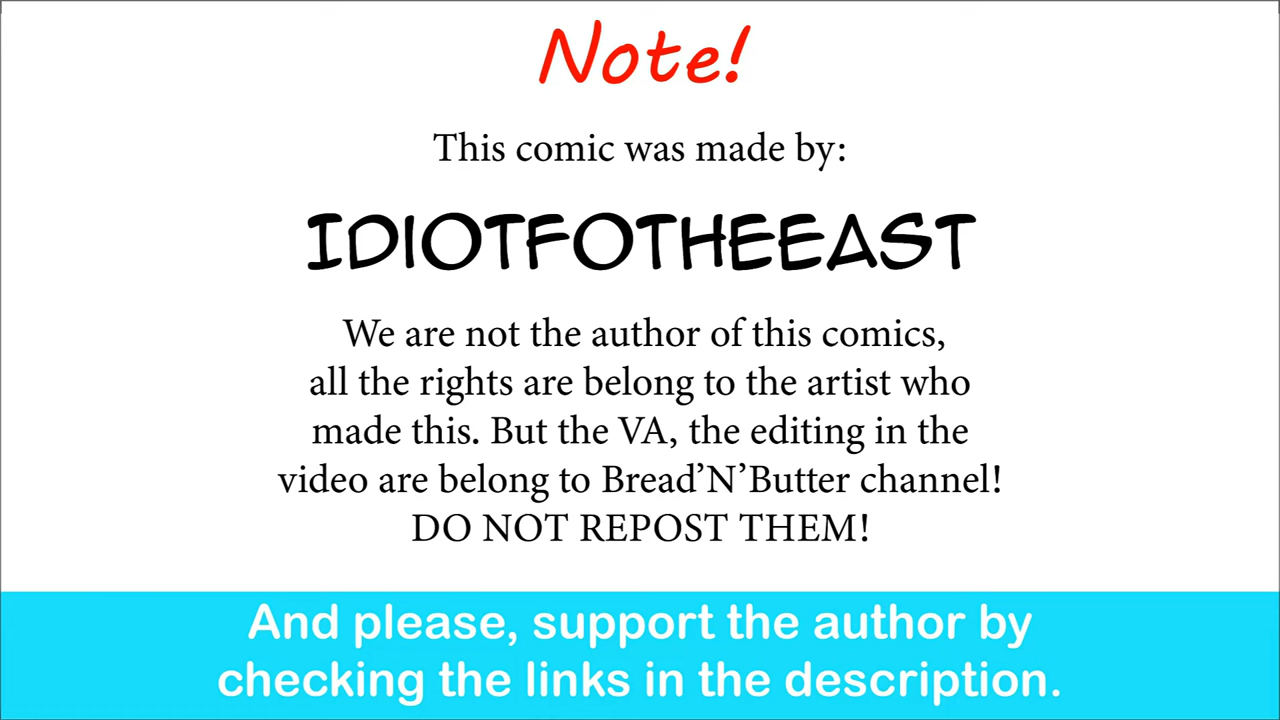 Note!
This comic was made by:
IDIOTFOTHEEAST
We are not the author of this comics,
all the rights are belong to the artist who
made this. But the VA, the editing in the
video are belong to Bread’N’Butter channel!
DO NOT REPOST THEM!
And please, support the author by
checking the links in the description.